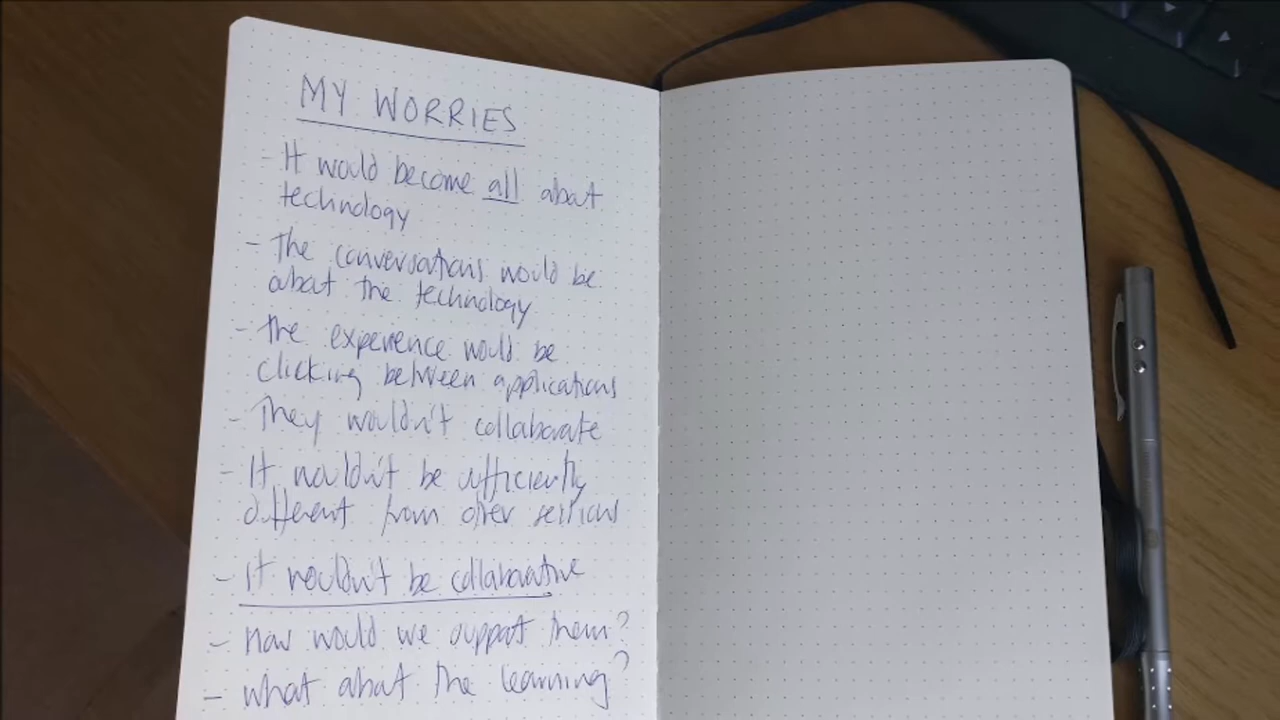 MY WORRIES
- It would become all about
technology
- The conversations would be
about the technology
- The experience would be
clicking between applications
- They wouldn't collaborate
- It wouldn't be sufficiently
different from other sessions
- It wouldn't be collaborative
- How would we support them?
- What about the learning?